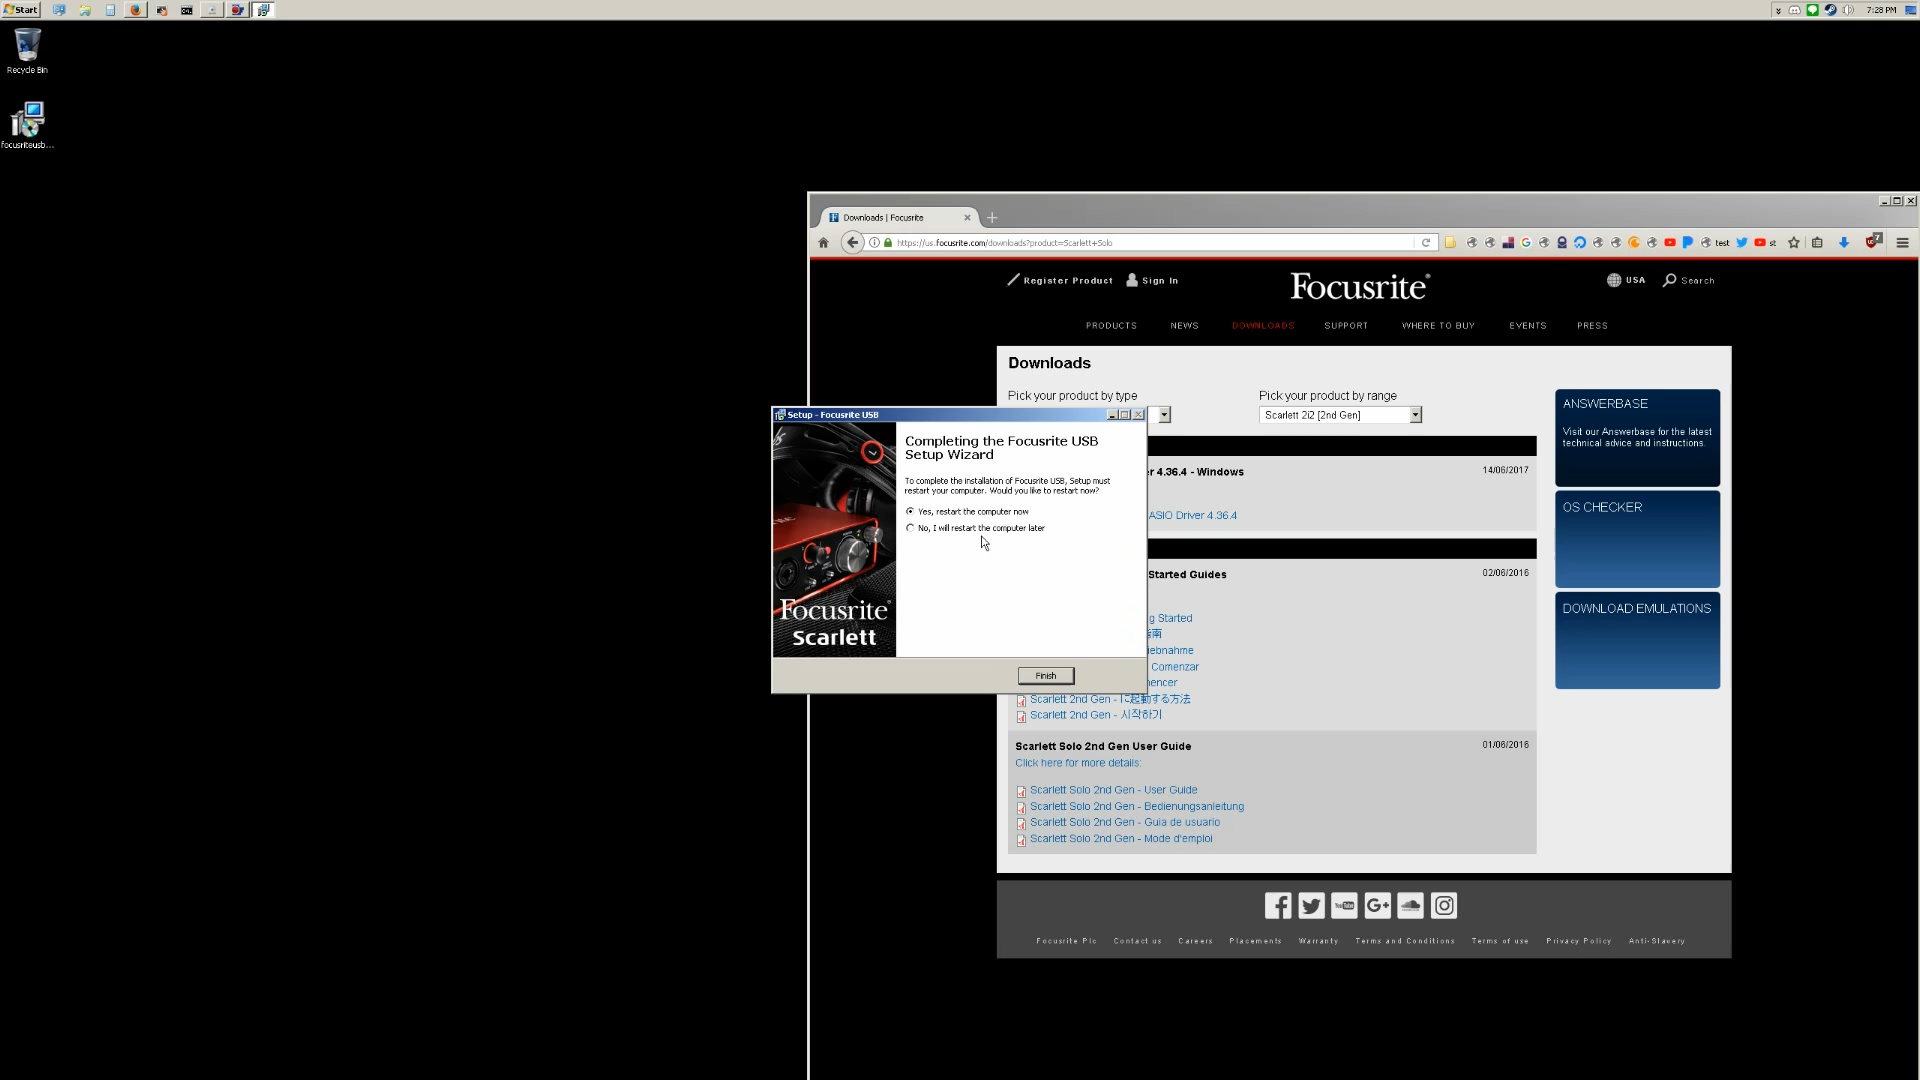 Start
7:28 PM
Recycle Bin
focusriteusb...
Downloads | Focusrite
https://us.focusrite.com/downloads?product=Scarlett+Solo
test
st
Register Product
Sign In
Focusrite
USA
Search
PRODUCTS
NEWS
DOWNLOADS
SUPPORT
WHERE TO BUY
EVENTS
PRESS
Downloads
Pick your product by type
Pick your product by range
Scarlett 2i2 [2nd Gen]
ANSWERBASE
Visit our Answerbase for the latest
technical advice and instructions.
OS CHECKER
DOWNLOAD EMULATIONS
Setup - Focusrite USB
Completing the Focusrite USB
Setup Wizard
To complete the installation of Focusrite USB, Setup must
restart your computer. Would you like to restart now?
Yes, restart the computer now
No, I will restart the computer later
Focusrite
Scarlett
Finish
r 4.36.4 - Windows
14/06/2017
ASIO Driver 4.36.4
Started Guides
02/06/2016
g Started
指南
iebnahme
Comenzar
mencer
Scarlett 2nd Gen - に起動する方法
Scarlett 2nd Gen - 시작하기
Scarlett Solo 2nd Gen User Guide
01/06/2016
Click here for more details:
Scarlett Solo 2nd Gen - User Guide
Scarlett Solo 2nd Gen - Bedienungsanleitung
Scarlett Solo 2nd Gen - Guia de usuario
Scarlett Solo 2nd Gen - Mode d'emploi
Focusrite Plc
Contact us
Careers
Placements
Warranty
Terms and Conditions
Terms of use
Privacy Policy
Anti-Slavery